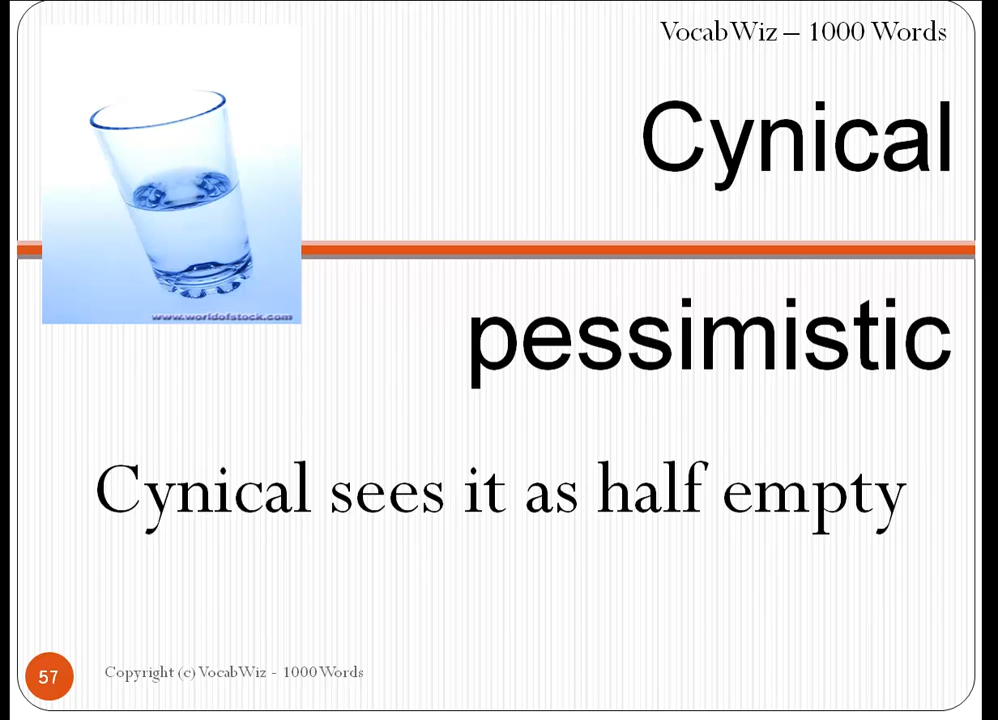 VocabWiz – 1000 Words
Cynical
www.worldofstock.com
pessimistic
Cynical sees it as half empty
57
Copyright (c) VocabWiz - 1000 Words